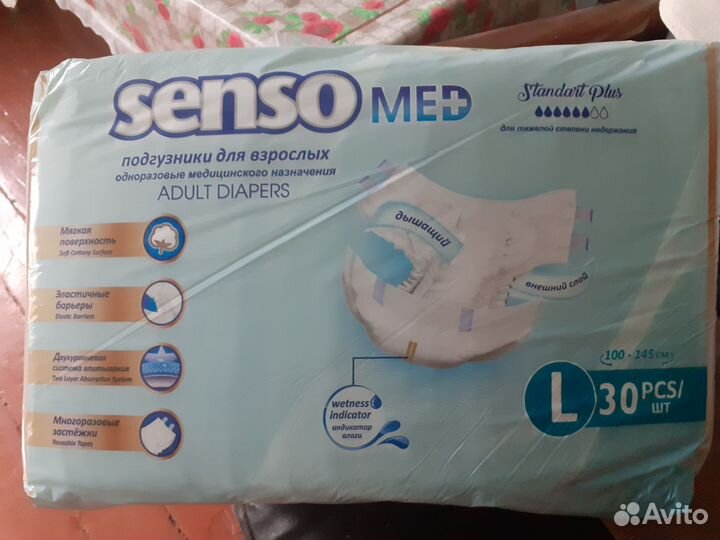 senso MED
Standart Plus
для тяжелой степени недержания
подгузники для взрослых
одноразовые медицинского назначения
ADULT DIAPERS
Мягкая
поверхность
Soft Cottony Surface
Эластичные
барьеры
Elastic Barriers
Двухуровневая
система впитывания
Two Layer Absorption System
Многоразовые
застёжки
Reusable Tapes
дышащий
внешний слой
wetness
indicator
индикатор
влаги
100 - 145 см
L 30 PCS/
ШТ
Avito